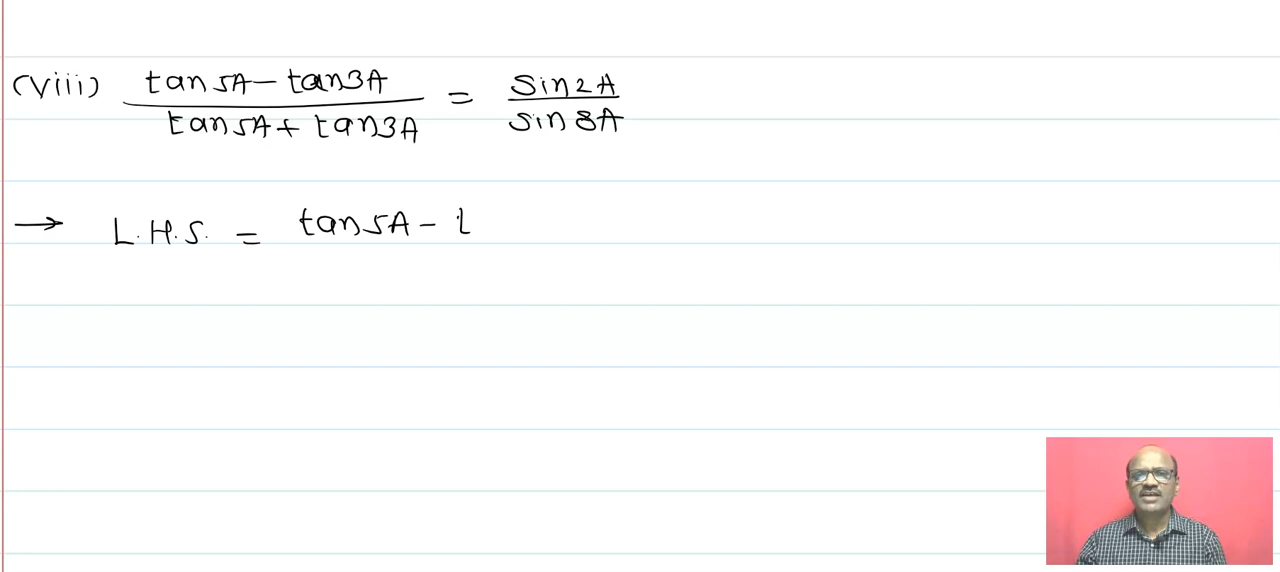 (viii) tan5A - tan3A / tan5A + tan3A = sin2A / sin8A
→ L.H.S. = tan5A -